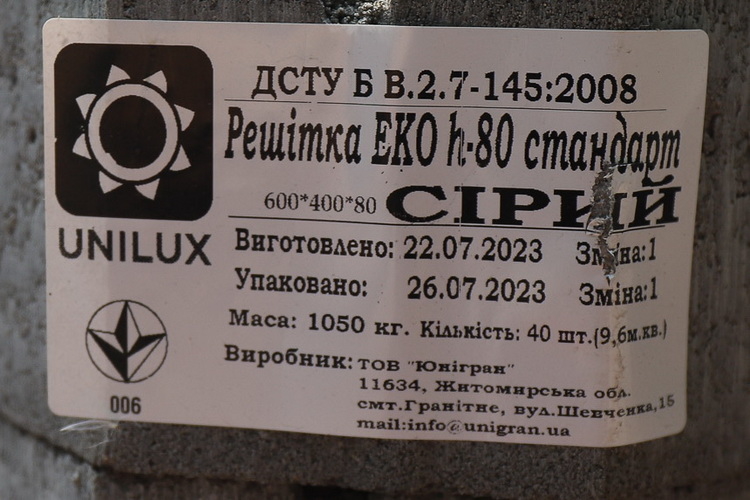 ДСТУ Б В.2.7-145:2008
Решітка ЕКО h-80 стандарт
600*400*80 СІРИЙ
UNILUX
Виготовлено: 22.07.2023 Зміна:1
Упаковано: 26.07.2023 Зміна:1
Маса: 1050 кг. Кількість: 40 шт.(9,6м.кв.)
Виробник: ТОВ "Юнігран"
11634, Житомирська обл.
смт.Гранітне, вул.Шевченка,15
mail:info@unigran.ua
006